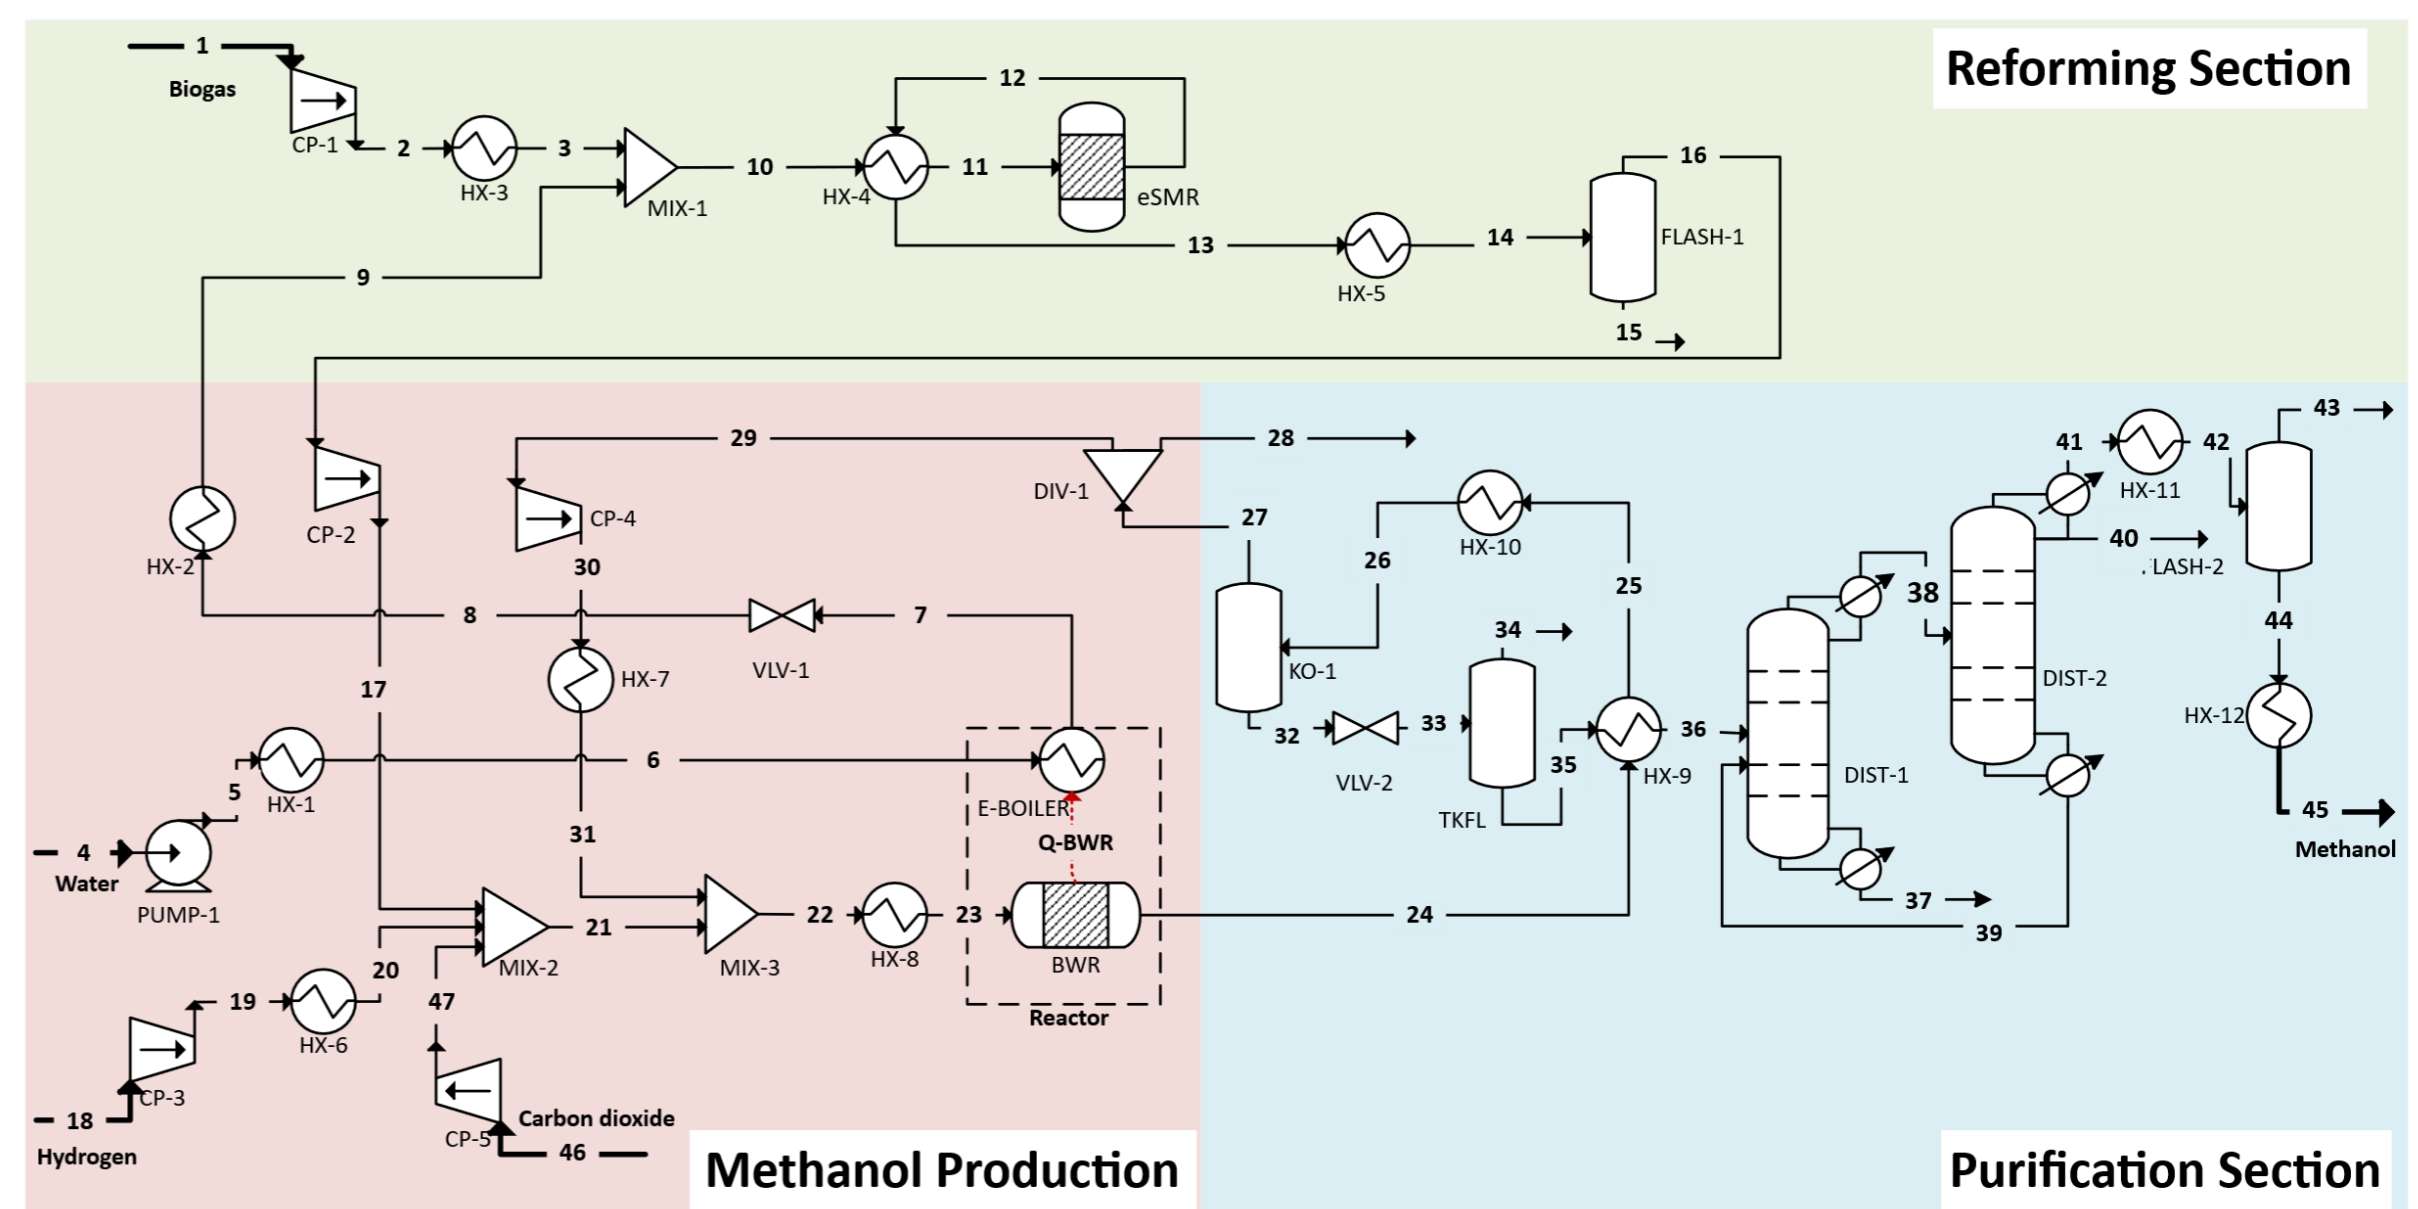 Reforming Section
1
Biogas
CP-1
2
HX-3
3
MIX-1
10
HX-4
11
12
eSMR
13
HX-5
14
FLASH-1
15
16
9
29
28
DIV-1
27
CP-2
CP-4
HX-2
30
8
VLV-1
7
17
HX-7
HX-1
5
6
E-BOILER
Q-BWR
4
Water
PUMP-1
31
MIX-2
21
MIX-3
22
HX-8
23
BWR
Reactor
24
20
47
19
HX-6
CP-3
18
Hydrogen
CP-5
Carbon dioxide
46
Methanol Production
HX-10
26
25
KO-1
32
VLV-2
33
34
TKFL
35
HX-9
36
DIST-1
37
38
39
DIST-2
40
41
HX-11
42
43
.LASH-2
44
HX-12
45
Methanol
Purification Section